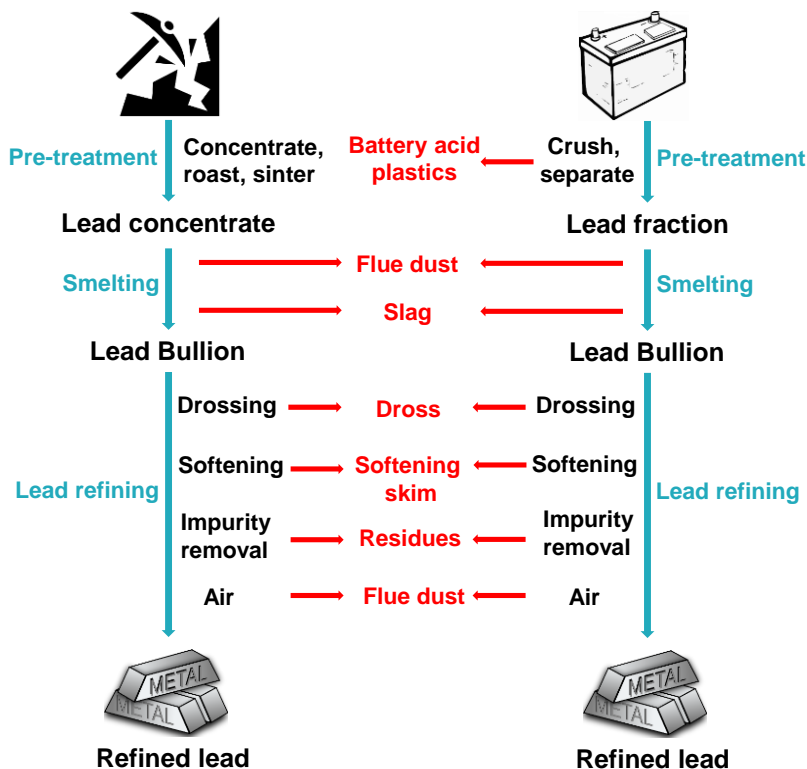 Pre-treatment
Concentrate,
roast, sinter
Battery acid
plastics
Crush,
separate
Pre-treatment
Lead concentrate
Lead fraction
Smelting
Flue dust
Smelting
Slag
Lead Bullion
Lead Bullion
Drossing
Dross
Drossing
Softening
Softening
skim
Softening
Lead refining
Lead refining
Impurity
removal
Residues
Impurity
removal
Air
Flue dust
Air
METAL
METAL
METAL
METAL
Refined lead
Refined lead